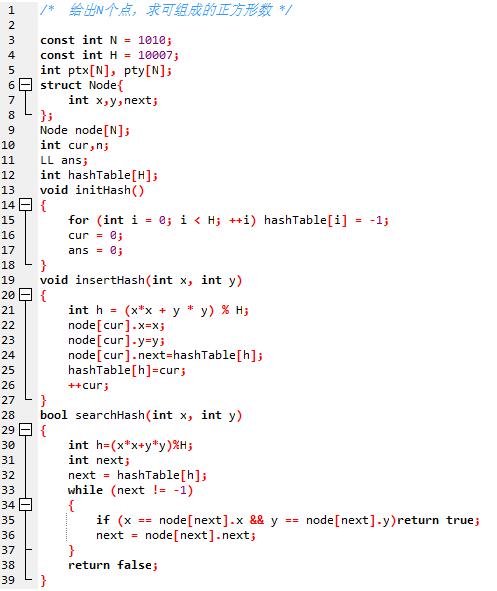 1 /*  给出N个点，求可组成的正方形数 */
2
3 const int N = 1010;
4 const int H = 10007;
5 int ptx[N], pty[N];
6 struct Node{
7     int x,y,next;
8 };
9 Node node[N];
10 int cur,n;
11 LL ans;
12 int hashTable[H];
13 void initHash()
14 {
15     for (int i = 0; i < H; ++i) hashTable[i] = -1;
16     cur = 0;
17     ans = 0;
18 }
19 void insertHash(int x, int y)
20 {
21     int h = (x*x + y * y) % H;
22     node[cur].x=x;
23     node[cur].y=y;
24     node[cur].next=hashTable[h];
25     hashTable[h]=cur;
26     ++cur;
27 }
28 bool searchHash(int x, int y)
29 {
30     int h=(x*x+y*y)%H;
31     int next;
32     next = hashTable[h];
33     while (next != -1)
34     {
35         if (x == node[next].x && y == node[next].y)return true;
36         next = node[next].next;
37     }
38     return false;
39 }